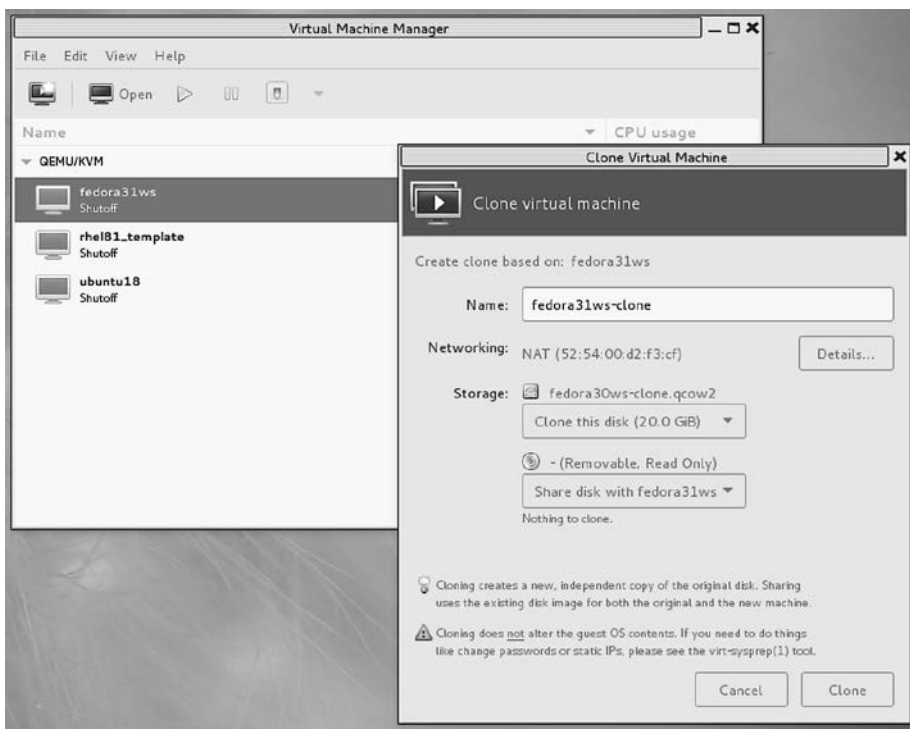 Virtual Machine Manager
File Edit View Help
Open
Name CPU usage
QEMU/KVM
fedora31ws
Shutoff
rhel81_template
Shutoff
ubuntu18
Shutoff
Clone Virtual Machine
Clone virtual machine
Create clone based on: fedora31ws
Name: fedora31ws-clone
Networking: NAT (52:54:00:d2:f3:cf) Details...
Storage: fedora30ws-clone.qcow2
Clone this disk (20.0 GiB)
- (Removable, Read Only)
Share disk with fedora31ws
Nothing to clone.
Cloning creates a new, independent copy of the original disk. Sharing
uses the existing disk image for both the original and the new machine.
Cloning does not alter the guest OS contents. If you need to do things
like change passwords or static IPs, please see the virt-sysprep(1) tool.
Cancel Clone